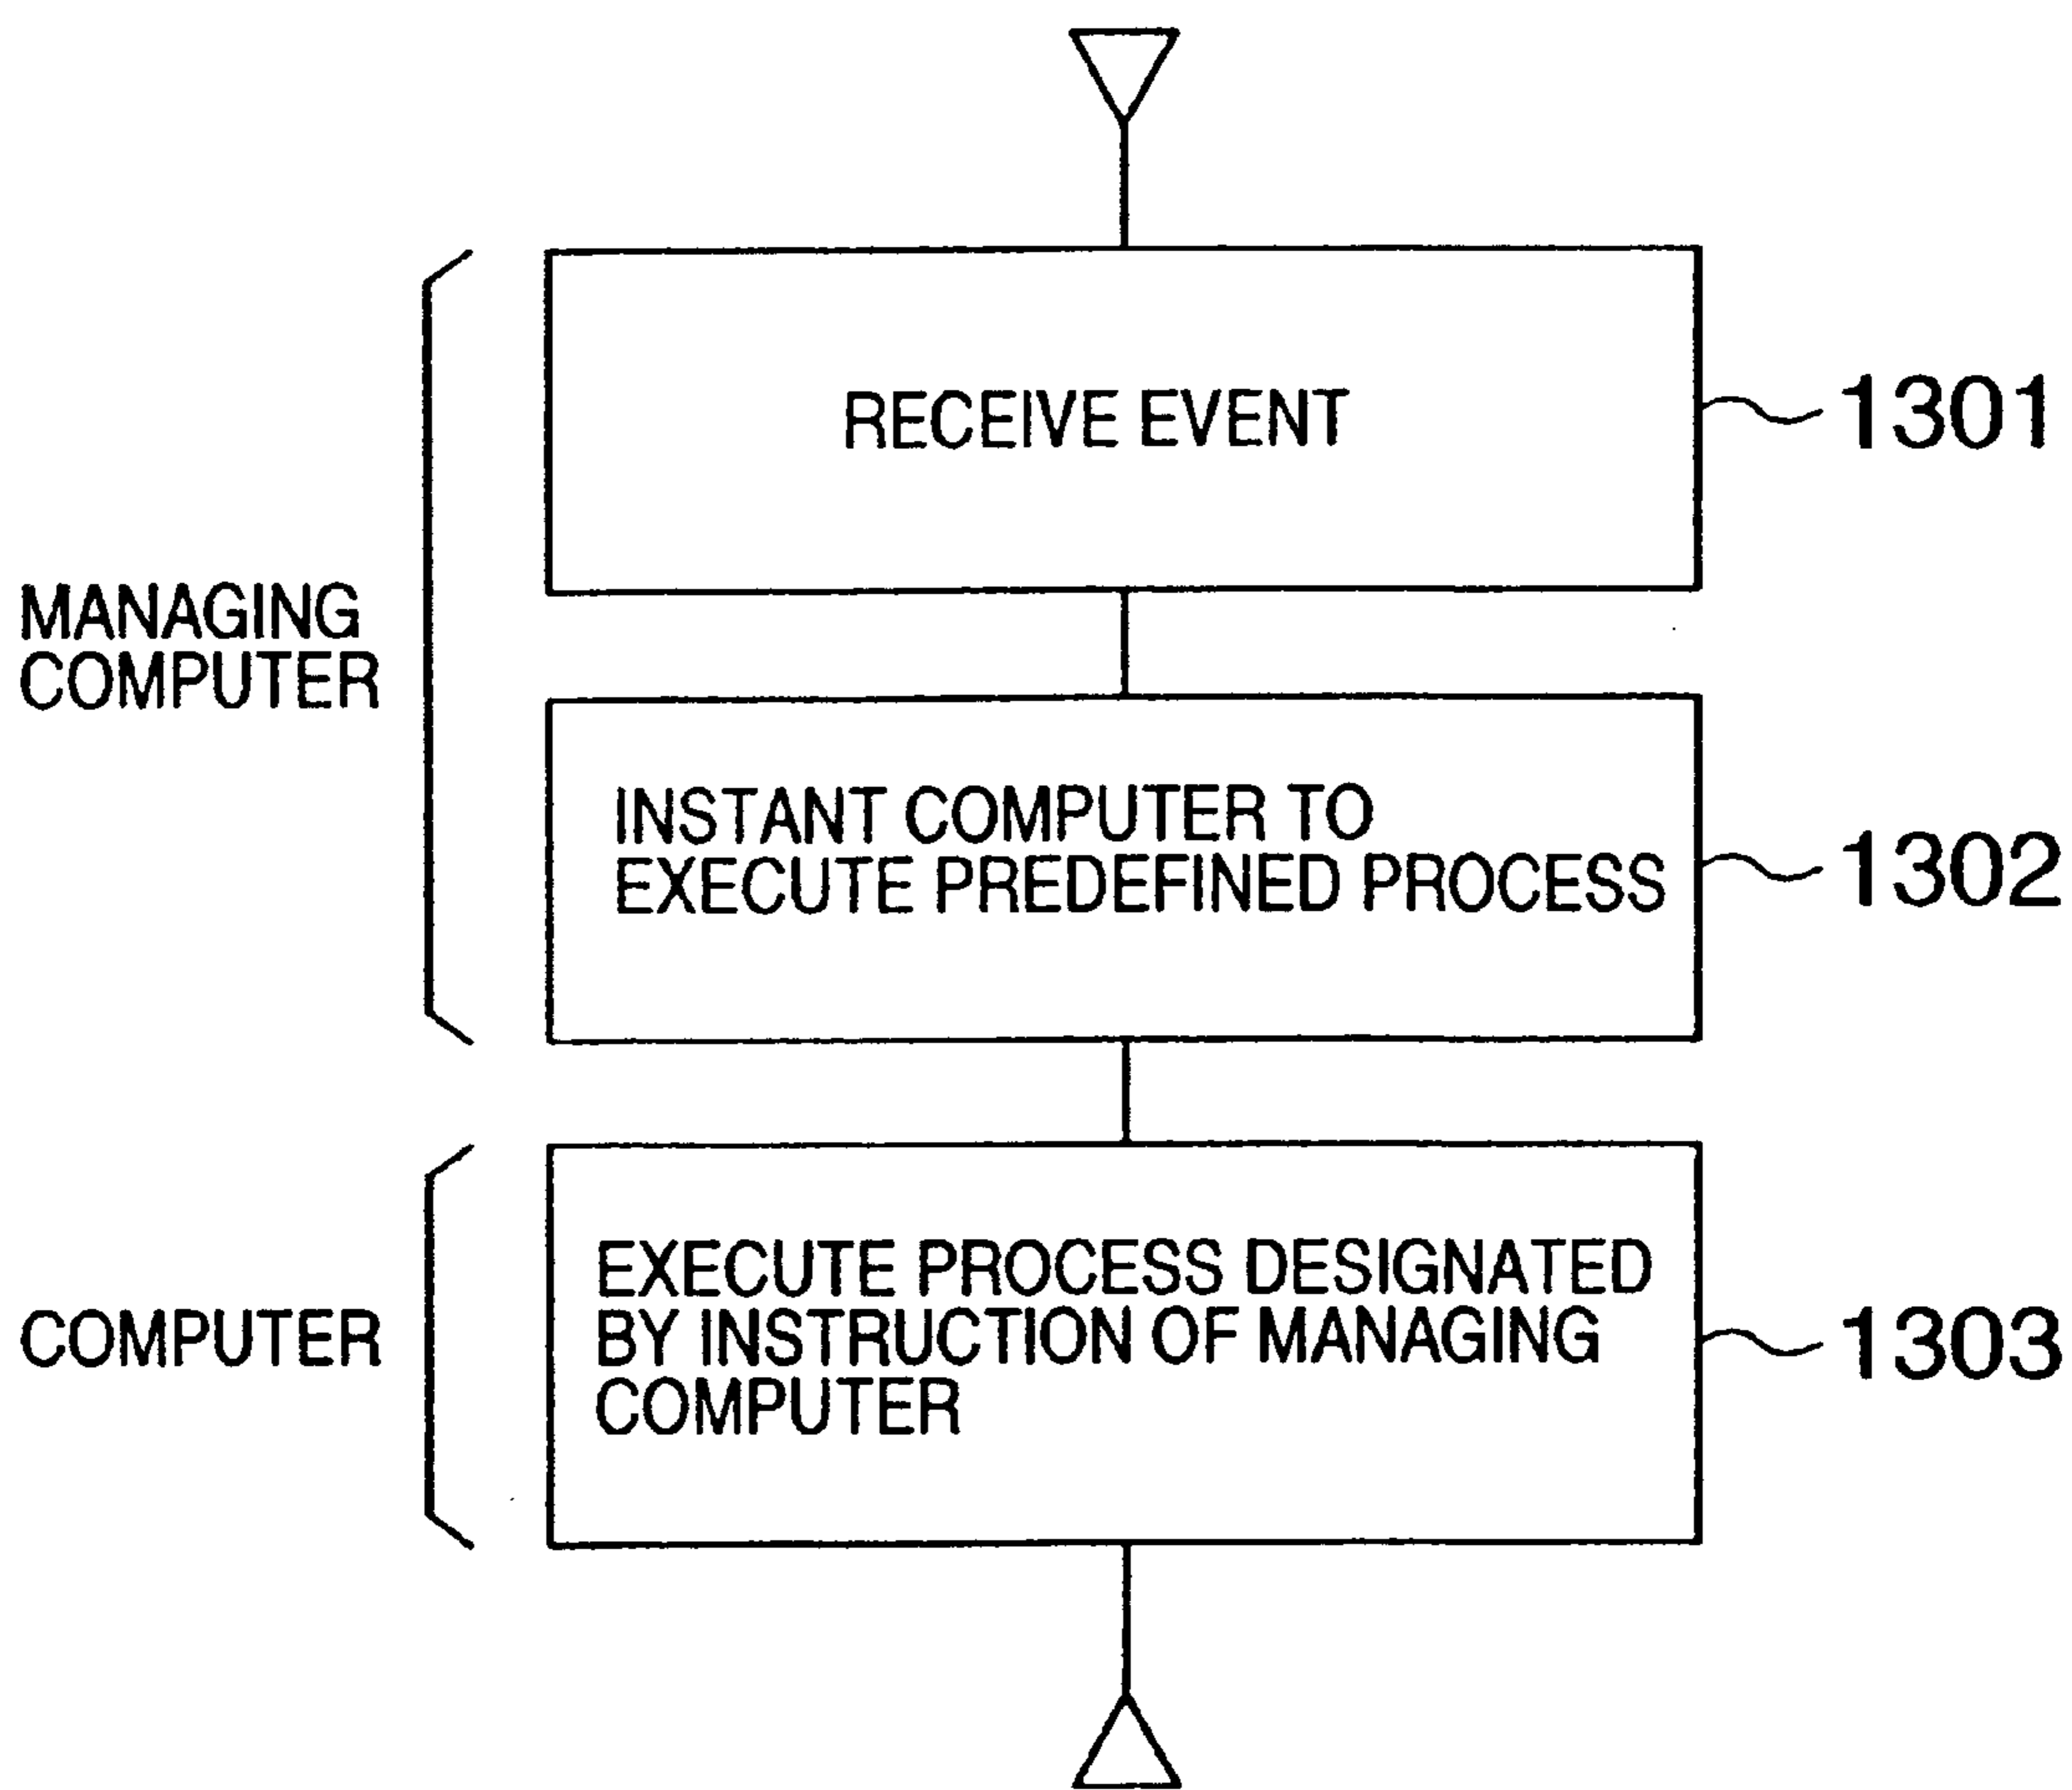 RECEIVE EVENT
1301
MANAGING
COMPUTER
INSTANT COMPUTER TO
EXECUTE PREDEFINED PROCESS
1302
COMPUTER
EXECUTE PROCESS DESIGNATED
BY INSTRUCTION OF MANAGING
COMPUTER
1303